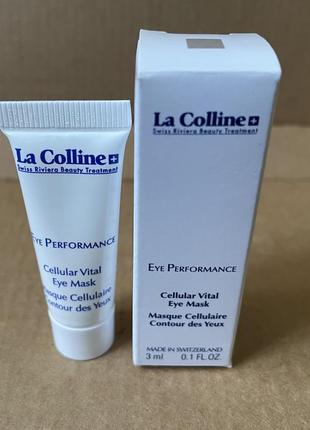 La Colline
Swiss Riviera Beauty Treatment
EYE PERFORMANCE
Cellular Vital
Eye Mask
Masque Cellulaire
Contour des Yeux
La Colline
Swiss Riviera Beauty Treatment
EYE PERFORMANCE
Cellular Vital
Eye Mask
Masque Cellulaire
Contour des Yeux
MADE IN SWITZERLAND
3 ml 0.1 FL.OZ.